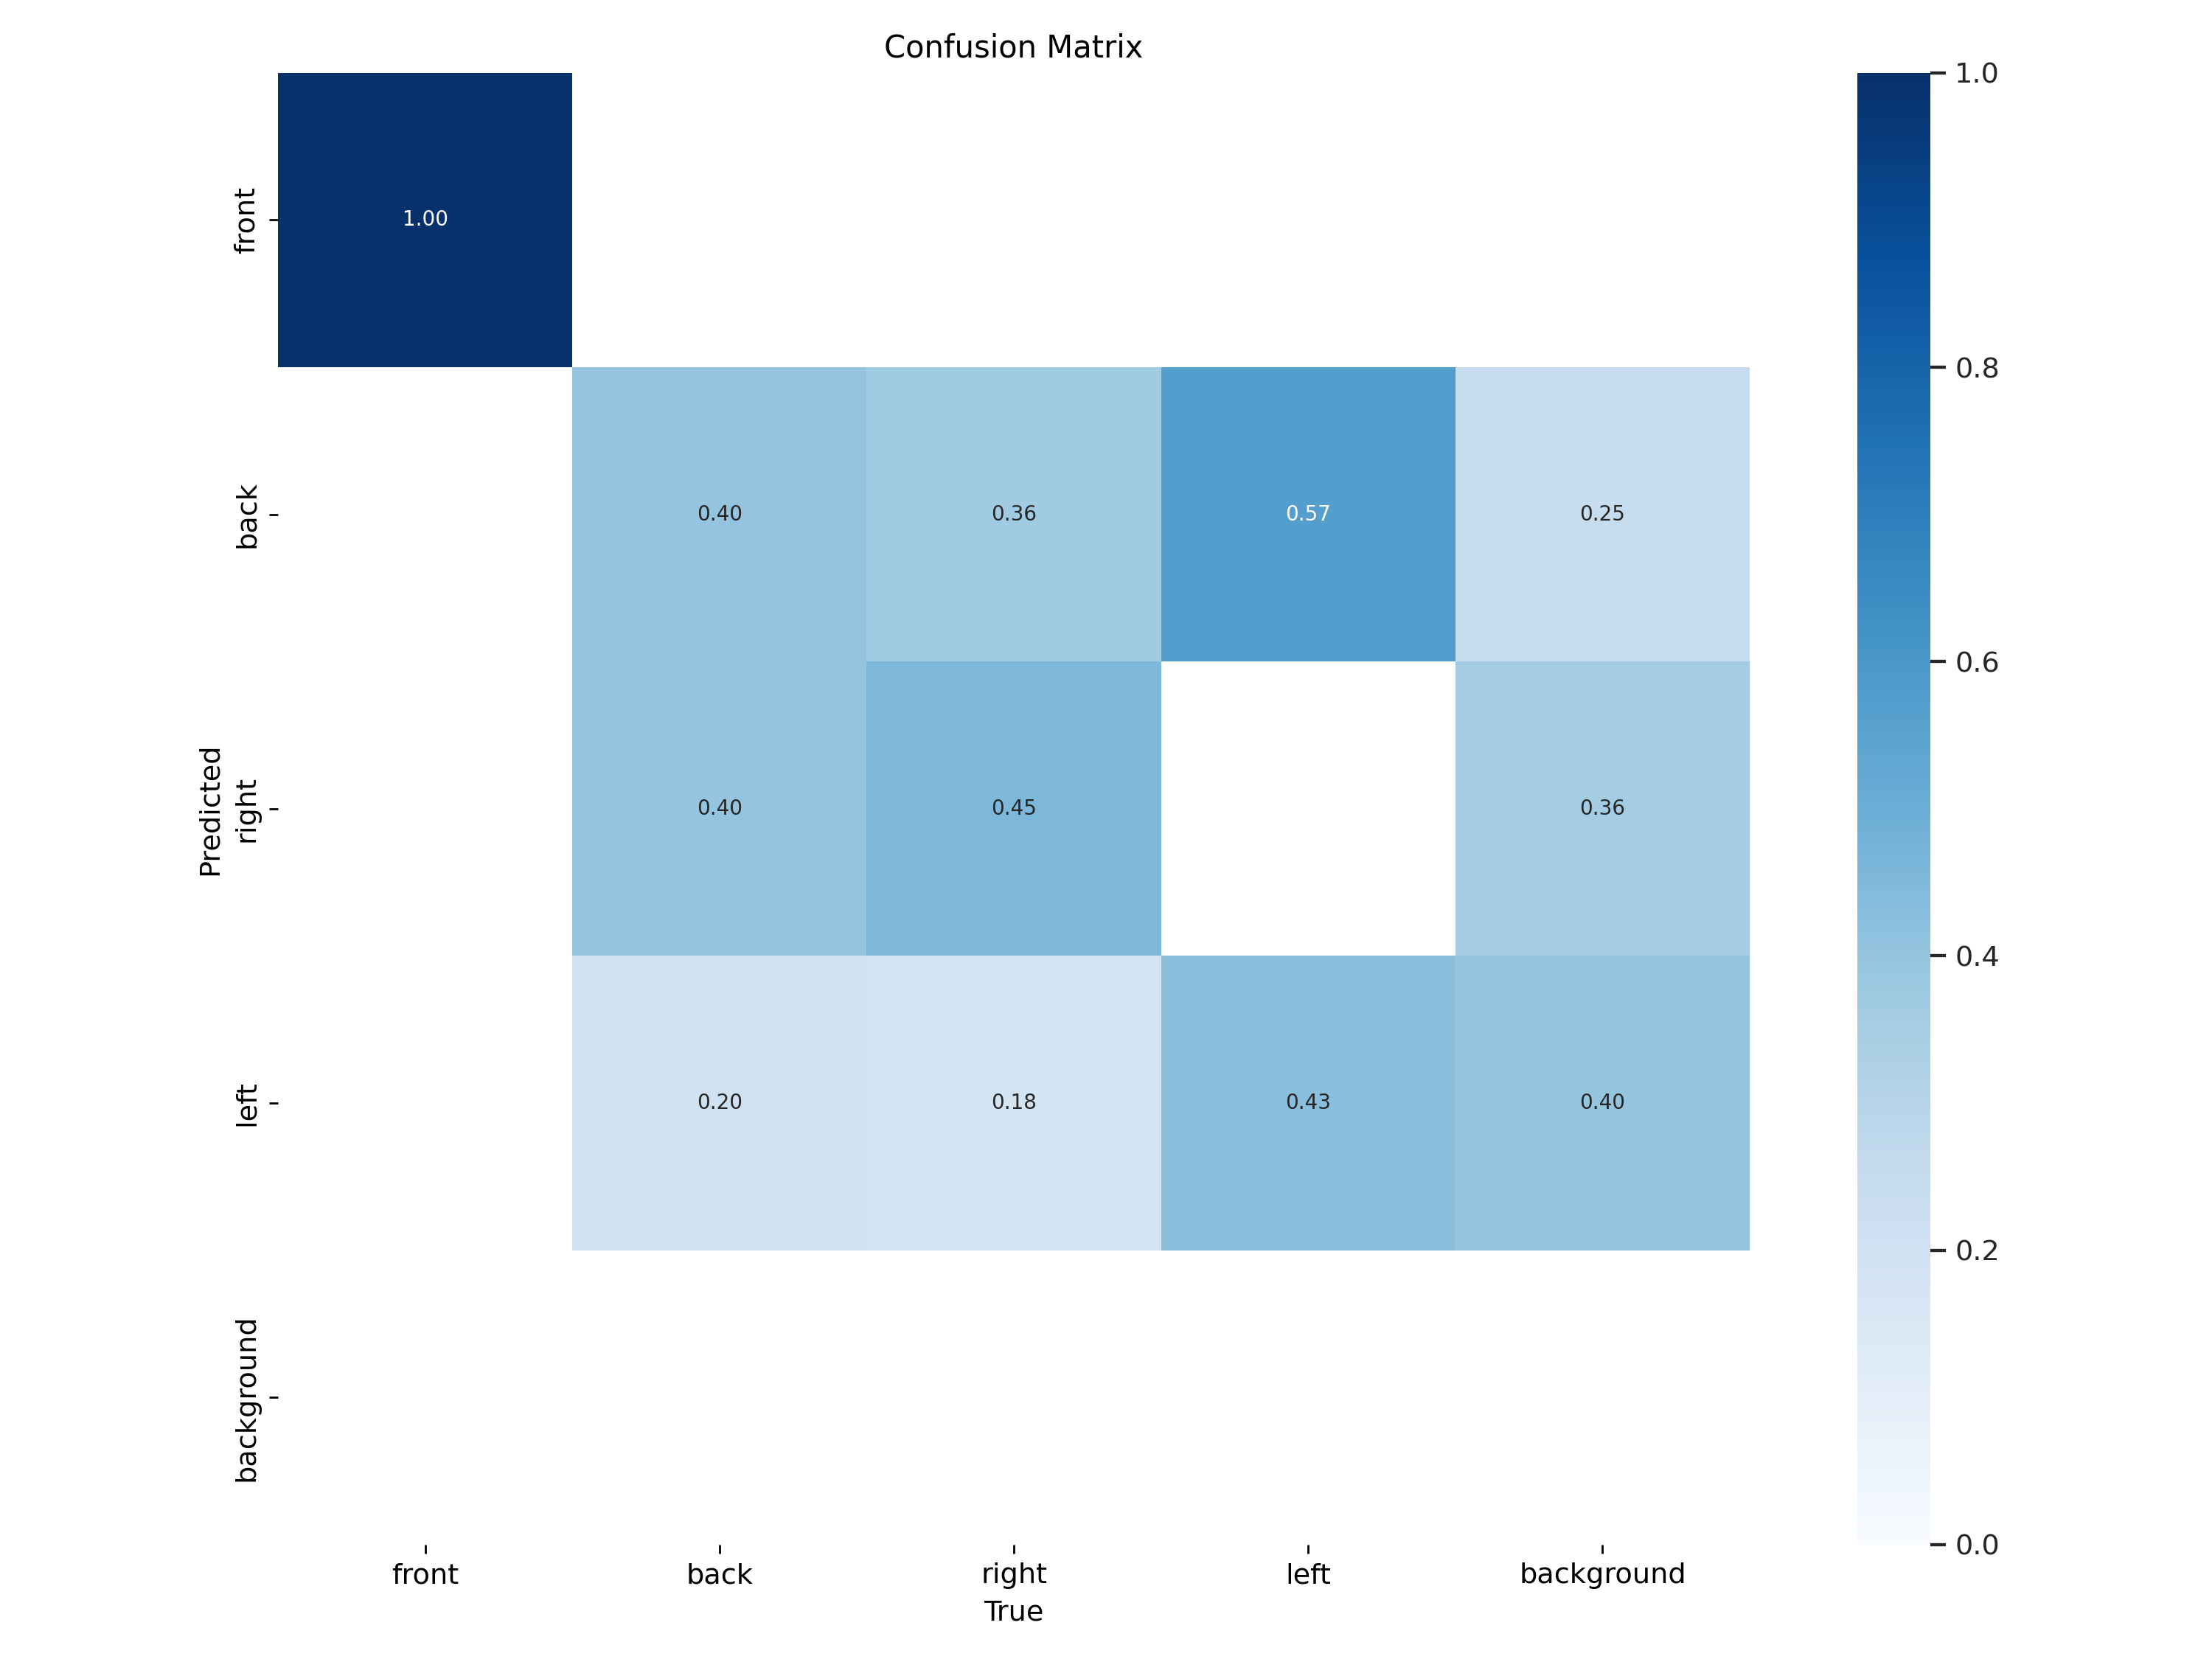 Confusion Matrix
1.0
front
1.00
0.8
back
0.40
0.36
0.57
0.25
0.6
Predicted
right
0.40
0.45
0.36
0.4
left
0.20
0.18
0.43
0.40
0.2
background
0.0
front
back
right
left
background
True